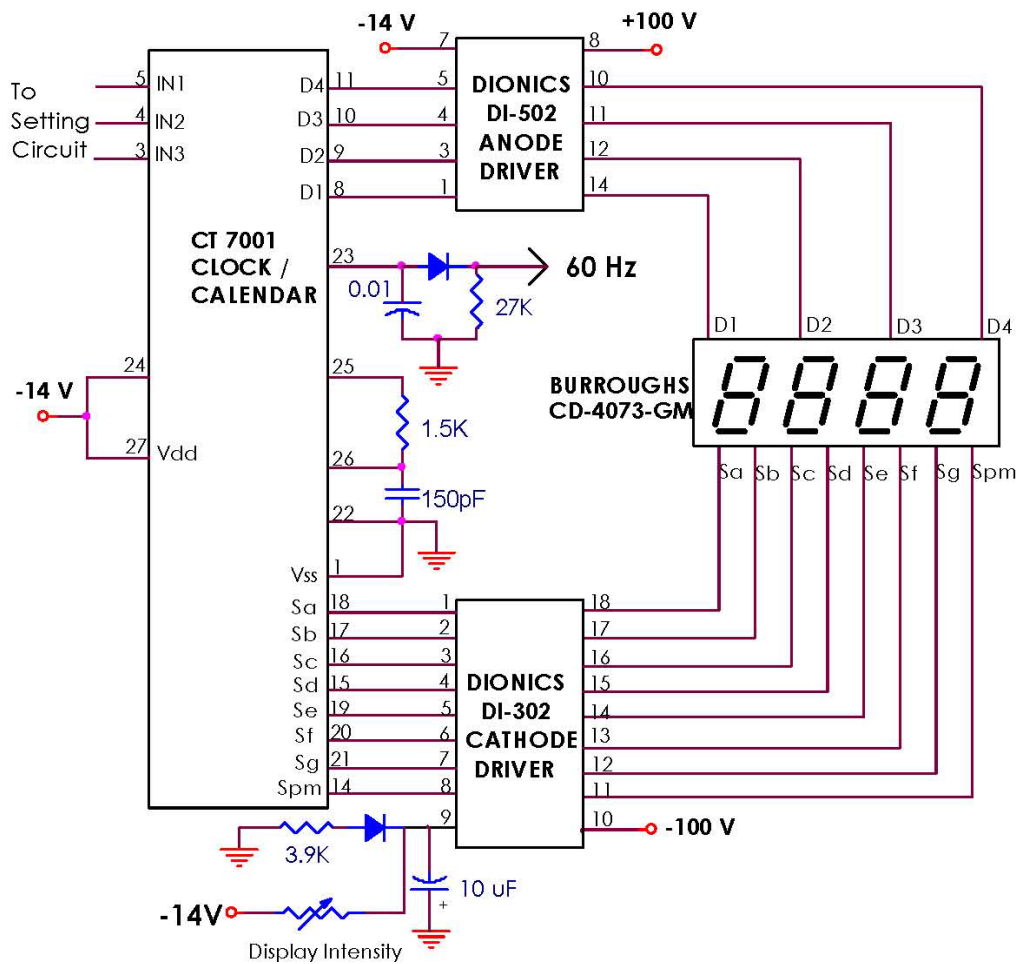 -14 V
+100 V
7
8
DIONICS
DI-502
ANODE
DRIVER
5
IN1
D4
11
5
10
To
Setting
Circuit
4
IN2
D3
10
4
11
3
IN3
D2
9
3
12
D1
8
1
14
CT 7001
CLOCK /
CALENDAR
23
60 Hz
0.01
27K
D1
D2
D3
D4
24
25
-14 V
BURROUGHS
CD-4073-GM
1.5K
27
Vdd
26
Sa
Sb
Sc
Sd
Se
Sf
Sg
Spm
150pF
22
Vss
1
Sa
18
1
18
Sb
17
2
17
Sc
16
3
16
DIONICS
DI-302
CATHODE
DRIVER
Sd
15
4
15
Se
19
5
14
Sf
20
6
13
Sg
21
7
12
Spm
14
8
11
9
10
-100 V
3.9K
10 uF
+
-14V
Display Intensity